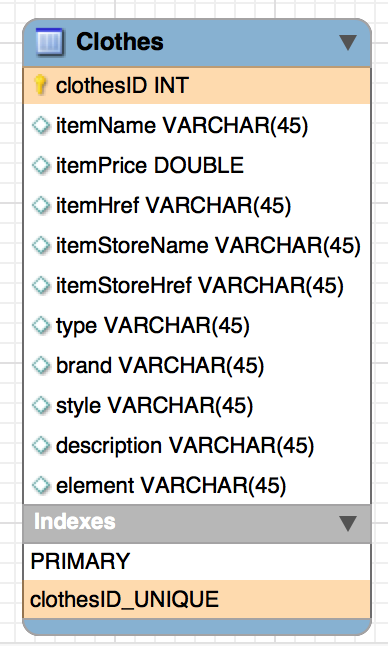 Clothes
clothesID INT
itemName VARCHAR(45)
itemPrice DOUBLE
itemHref VARCHAR(45)
itemStoreName VARCHAR(45)
itemStoreHref VARCHAR(45)
type VARCHAR(45)
brand VARCHAR(45)
style VARCHAR(45)
description VARCHAR(45)
element VARCHAR(45)
Indexes
PRIMARY
clothesID_UNIQUE